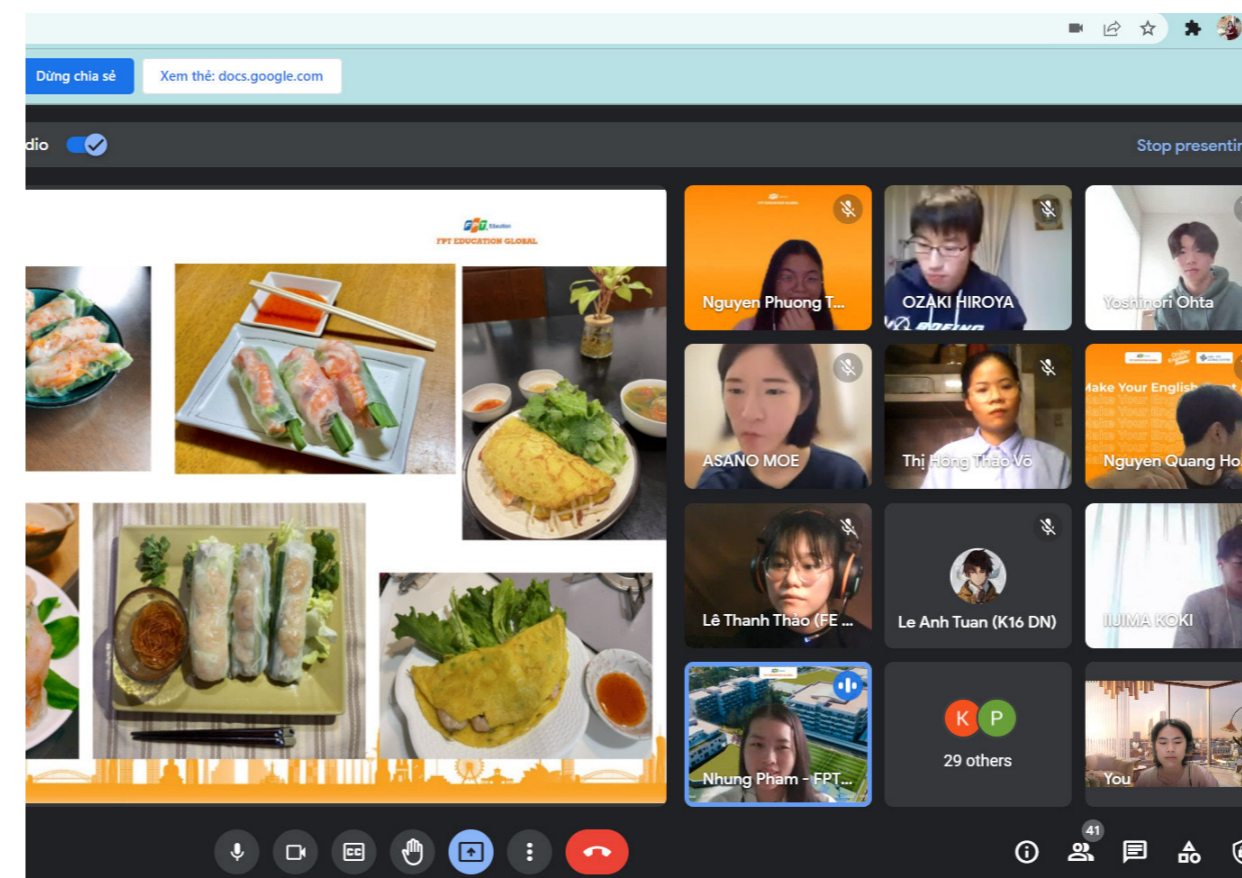 Dừng chia sẻ
Xem thẻ: docs.google.com
dio
Stop presentin
FPT Education
FPT EDUCATION GLOBAL
Nguyen Phuong T...
OZAKI HIROYA
BOEING
Yoshinori Ohta
ASANO MOE
Thị Hồng Thảo Võ
Make Your English
Nguyen Quang Ho
Lê Thanh Thảo (FE ...
Le Anh Tuan (K16 DN)
IIJIMA KOKI
Nhung Pham - FPT...
K P
29 others
You
CC
41